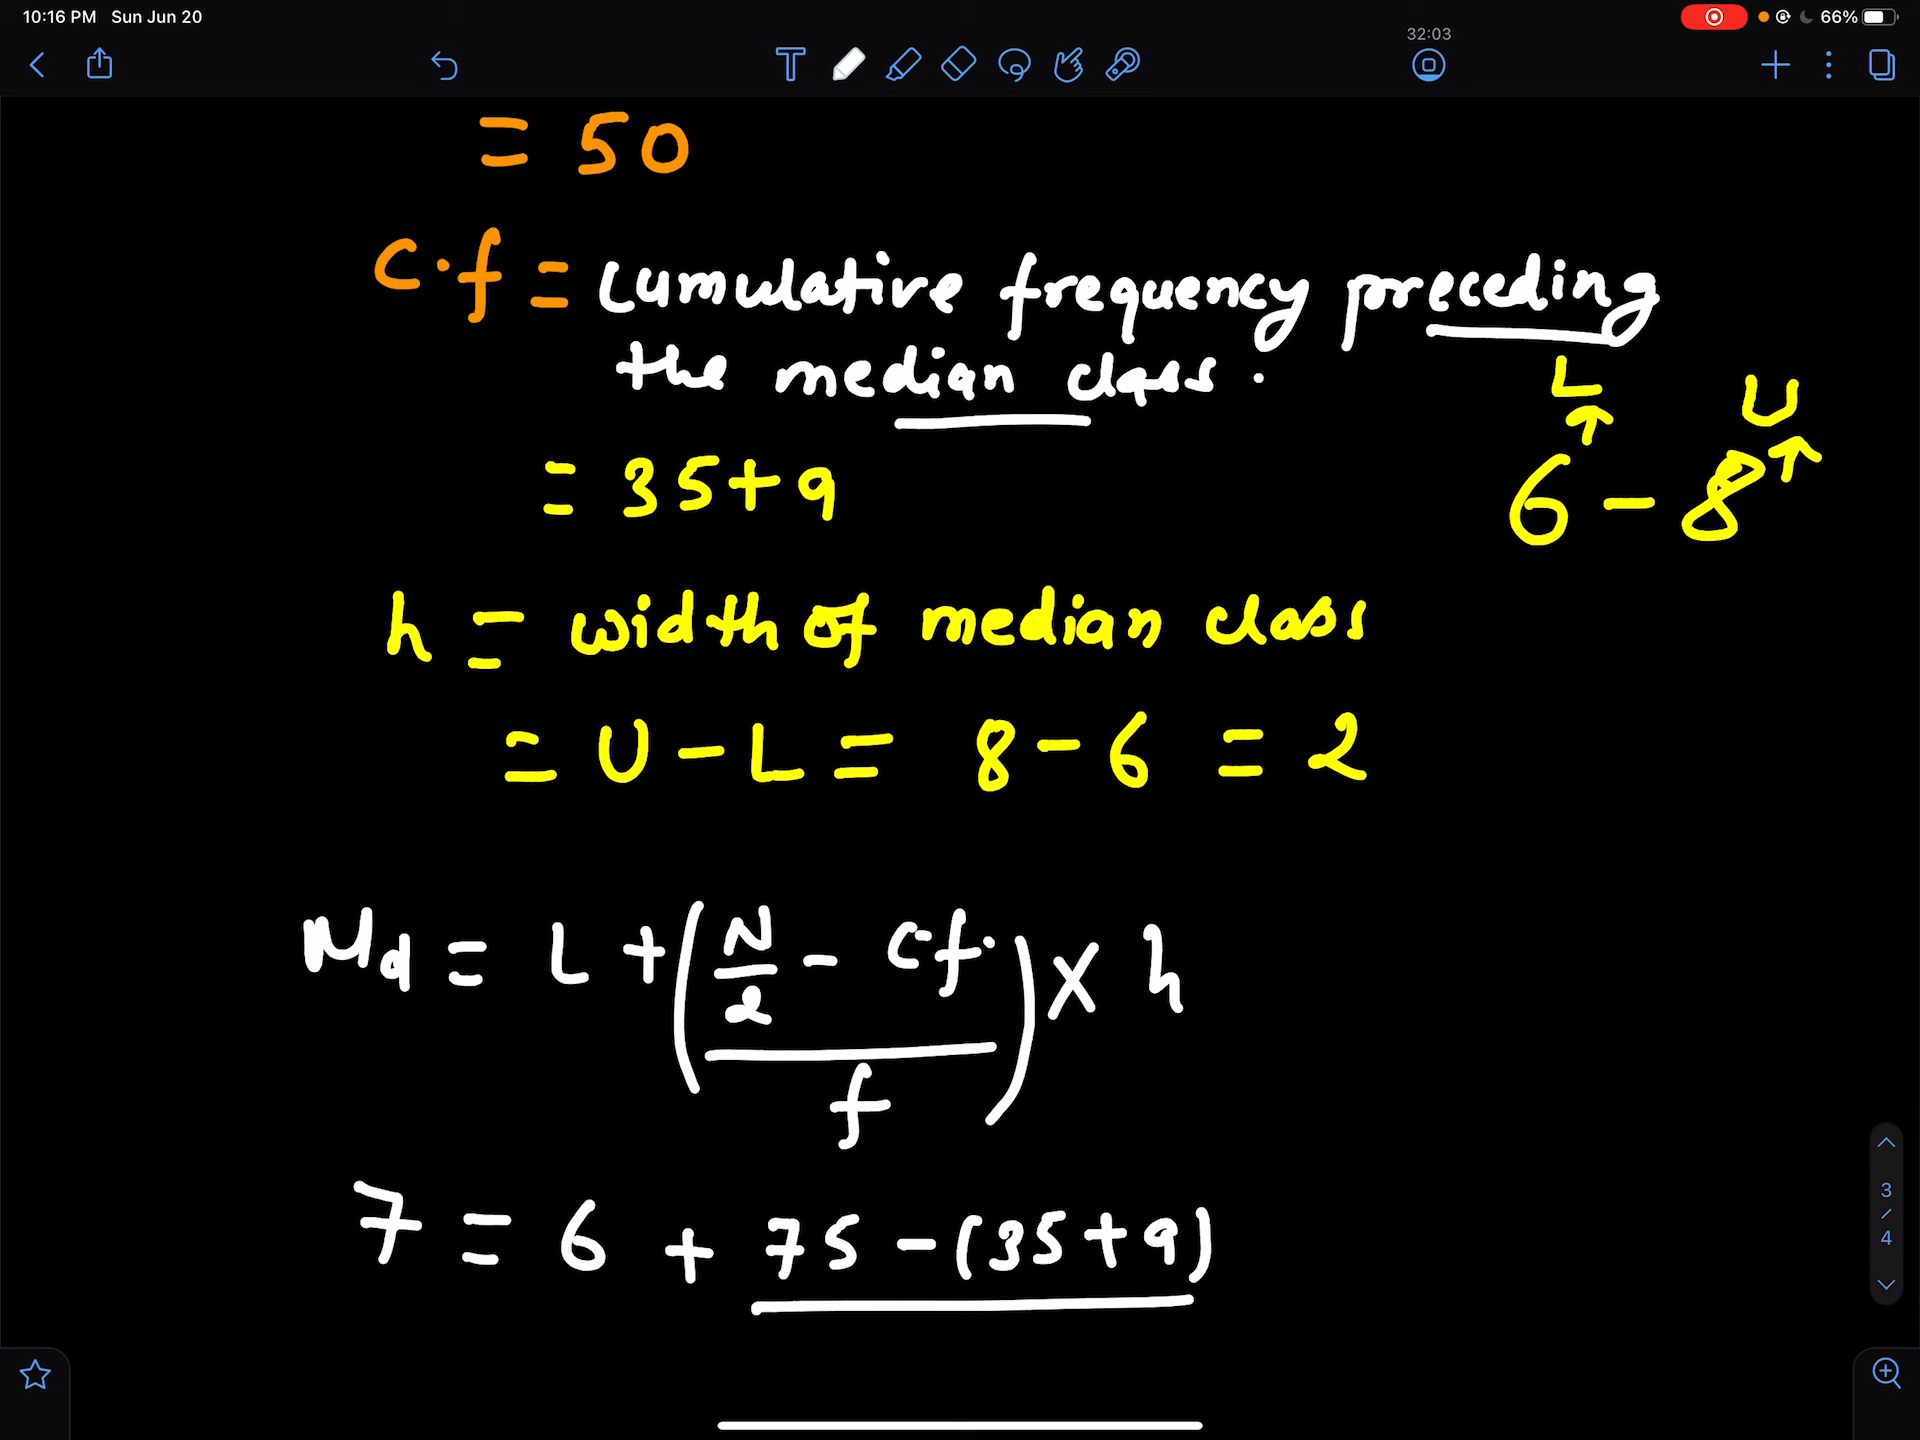 10:16 PM Sun Jun 20 66%
32:03
= 50
c.f = cumulative frequency preceding
the median class.
L U
= 35+9 6 - 8
h = width of median class
= U - L = 8 - 6 = 2
Md = L + (N/2 - cf. / f) X h
7 = 6 + 75 - (35+9)
3 / 4